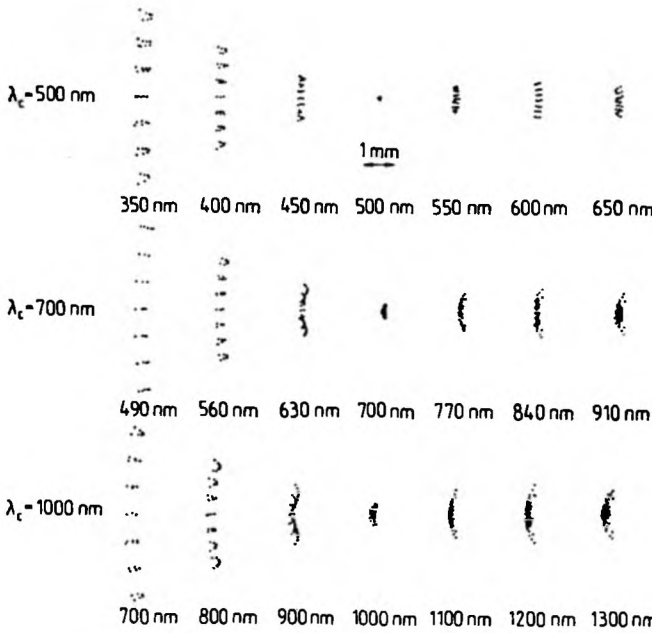 λc=500 nm
1 mm
350 nm 400 nm 450 nm 500 nm 550 nm 600 nm 650 nm
λc=700 nm
490 nm 560 nm 630 nm 700 nm 770 nm 840 nm 910 nm
λc=1000 nm
700 nm 800 nm 900 nm 1000 nm 1100 nm 1200 nm 1300 nm